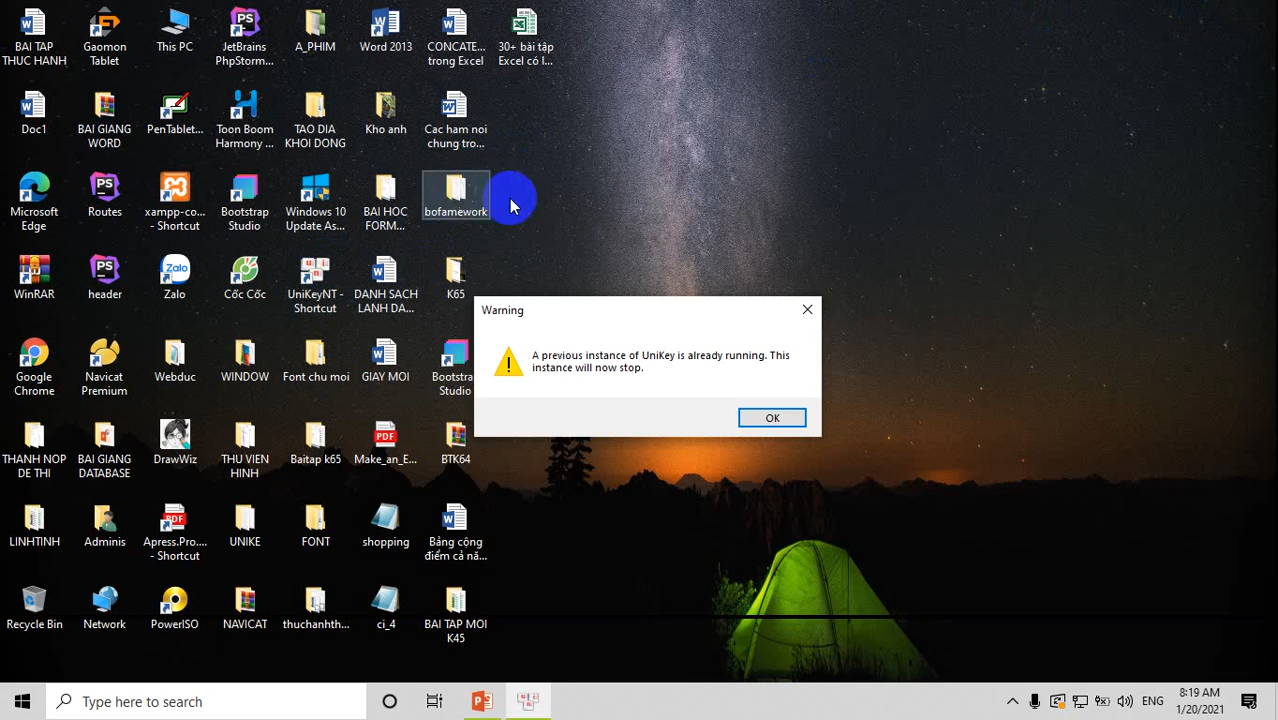 BAI TAP
THUC HANH
Gaomon
Tablet
This PC
JetBrains
PhpStorm...
A_PHIM
Word 2013
CONCATE...
trong Excel
30+ bài tập
Excel có l...
Doc1
BAI GIANG
WORD
PenTablet...
Toon Boom
Harmony ...
TAO DIA
KHOI DONG
Kho anh
Cac ham noi
chung tro...
Microsoft
Edge
Routes
xampp-co...
- Shortcut
Bootstrap
Studio
Windows 10
Update As...
BAI HOC
FORM...
bofamework
WinRAR
header
Zalo
Cốc Cốc
UniKeyNT -
Shortcut
DANH SACH
LANH DA...
K65
Warning
A previous instance of UniKey is already running. This
instance will now stop.
OK
Google
Chrome
Navicat
Premium
Webduc
WINDOW
Font chu moi
GIAY MOI
Bootstrap
Studio
THANH NOP
DE THI
BAI GIANG
DATABASE
DrawWiz
THU VIEN
HINH
Baitap k65
Make_an_E...
BTK64
LINHTINH
Adminis
Apress.Pro....
- Shortcut
UNIKE
FONT
shopping
Bảng cộng
điểm cả nă...
Recycle Bin
Network
PowerISO
NAVICAT
thuchanhth...
ci_4
BAI TAP MOI
K45
Type here to search
ENG
8:19 AM
1/20/2021